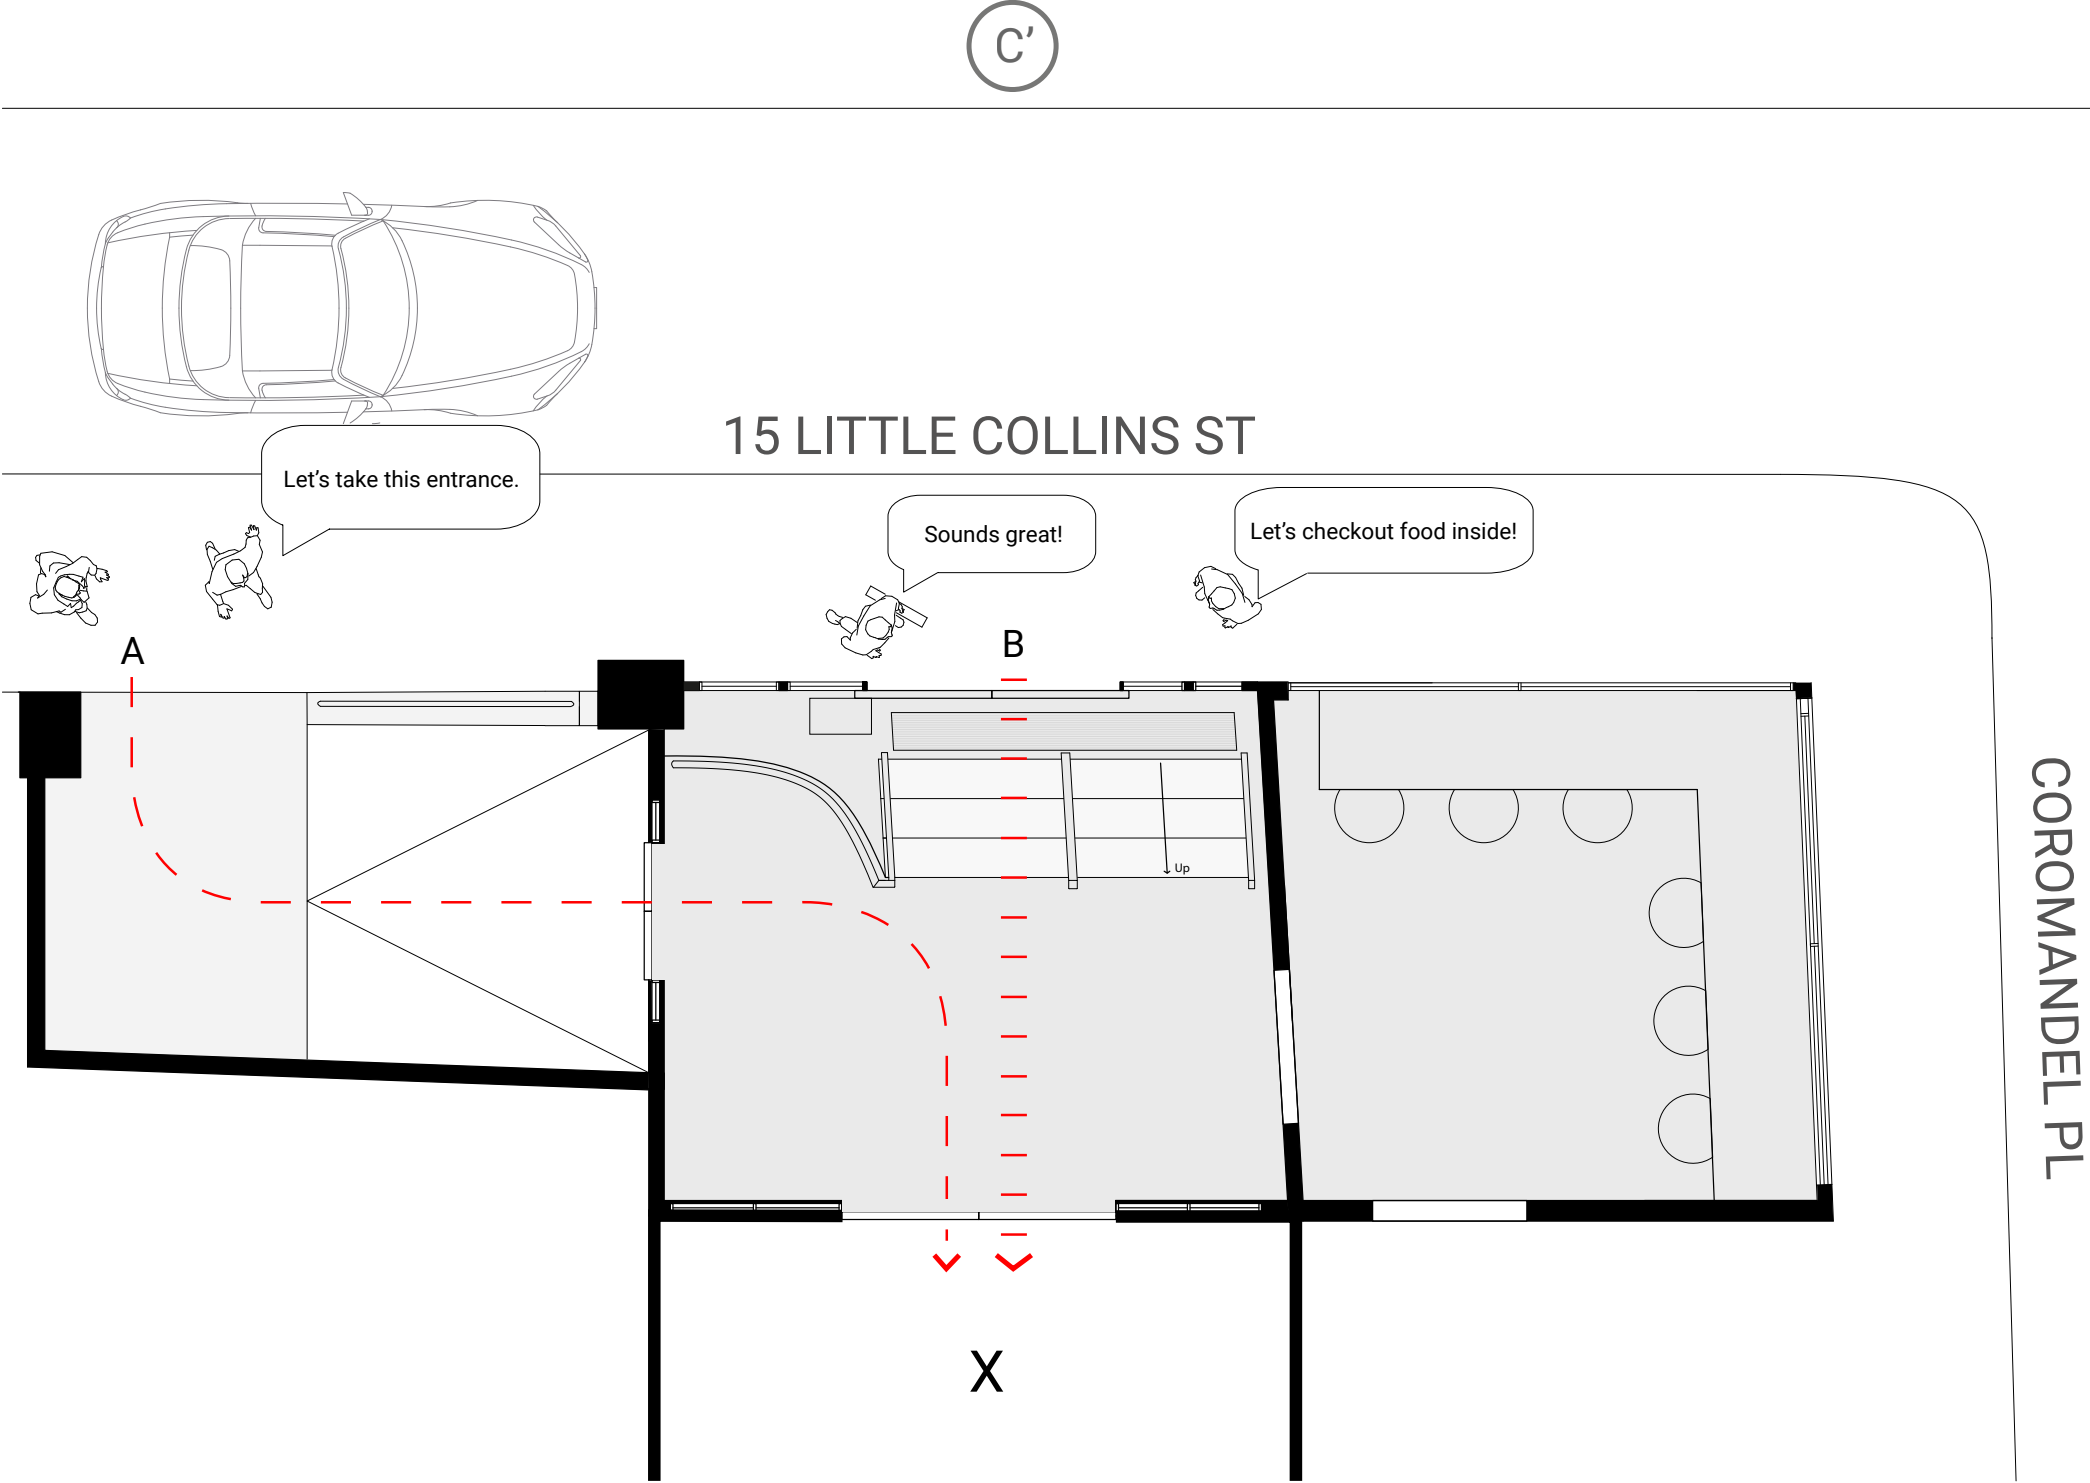 C’
15 LITTLE COLLINS ST
Let’s take this entrance.
Sounds great!
Let’s checkout food inside!
A
B
Up
COROMANDEL PL
X